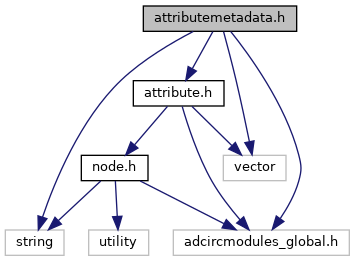 attributemetadata.h
attribute.h
node.h
vector
string
utility
adcircmodules_global.h